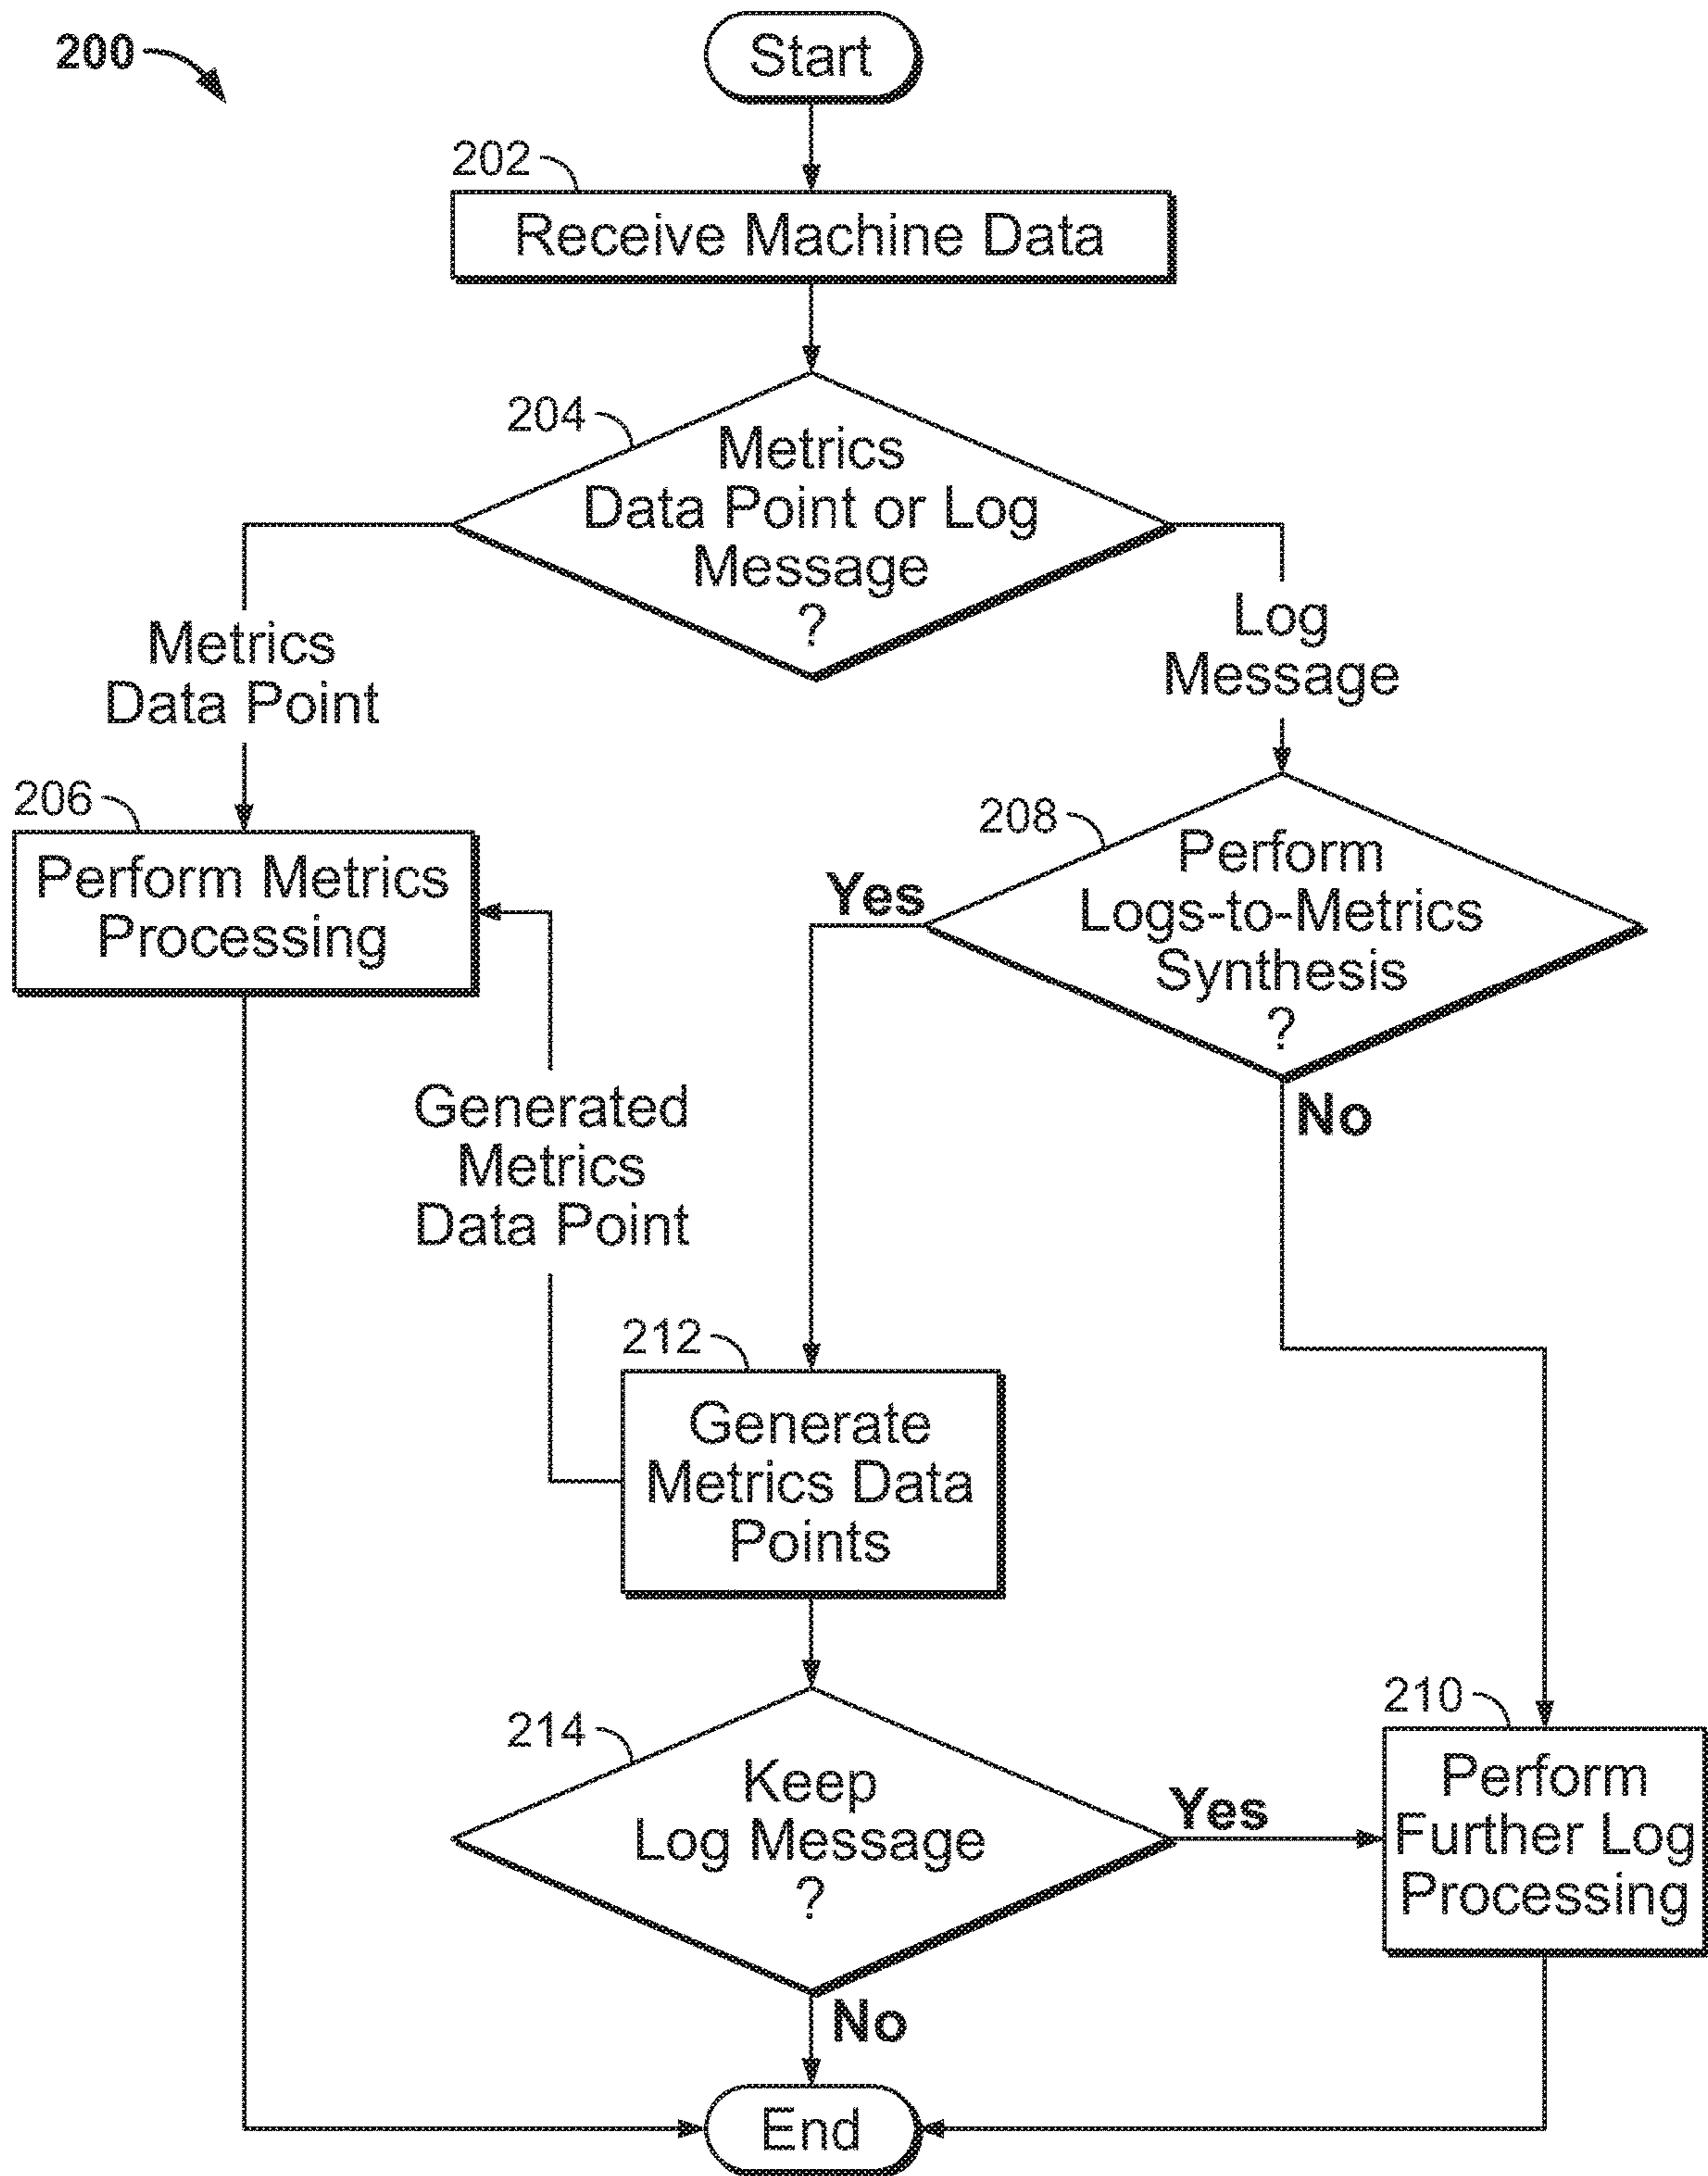 200
Start
202
Receive Machine Data
204
Metrics
Data Point or Log
Message
?
Metrics
Data Point
Log
Message
206
Perform Metrics
Processing
208
Perform
Logs-to-Metrics
Synthesis
?
Yes
No
Generated
Metrics
Data Point
212
Generate
Metrics Data
Points
214
Keep
Log Message
?
Yes
No
210
Perform
Further Log
Processing
End